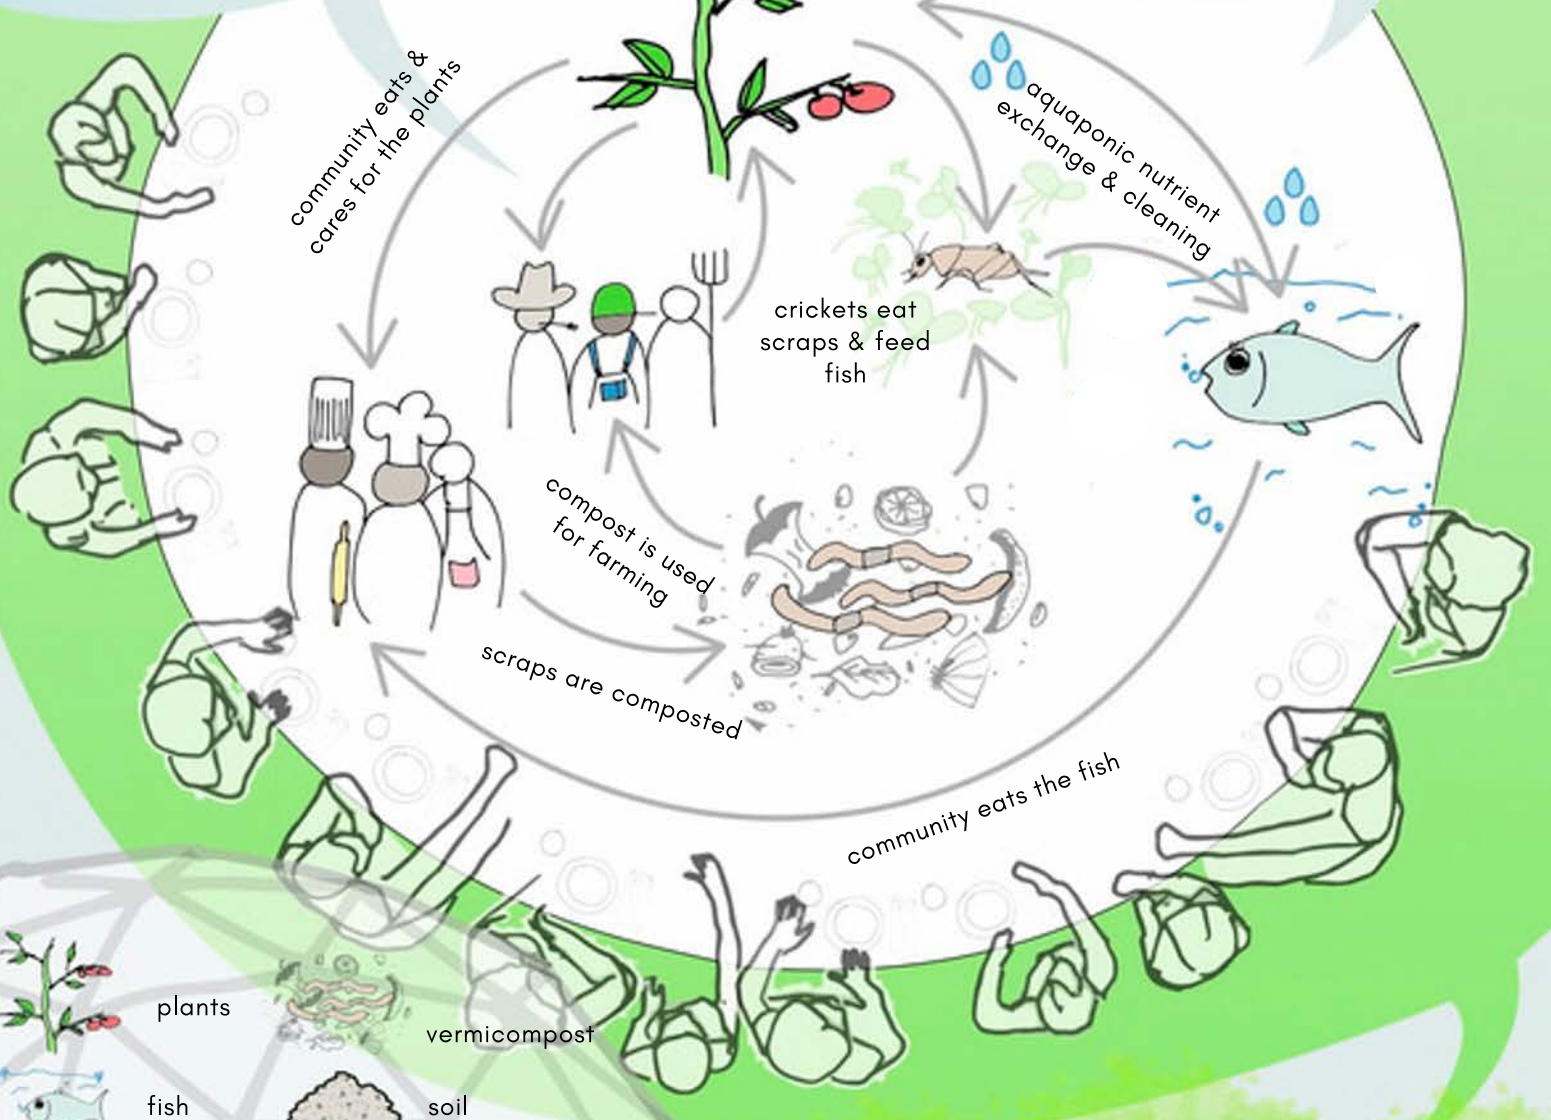 community eats &
cares for the plants
aquaponic nutrient
exchange & cleaning
crickets eat
scraps & feed
fish
compost is used
for farming
scraps are composted
community eats the fish
plants
vermicompost
fish
soil